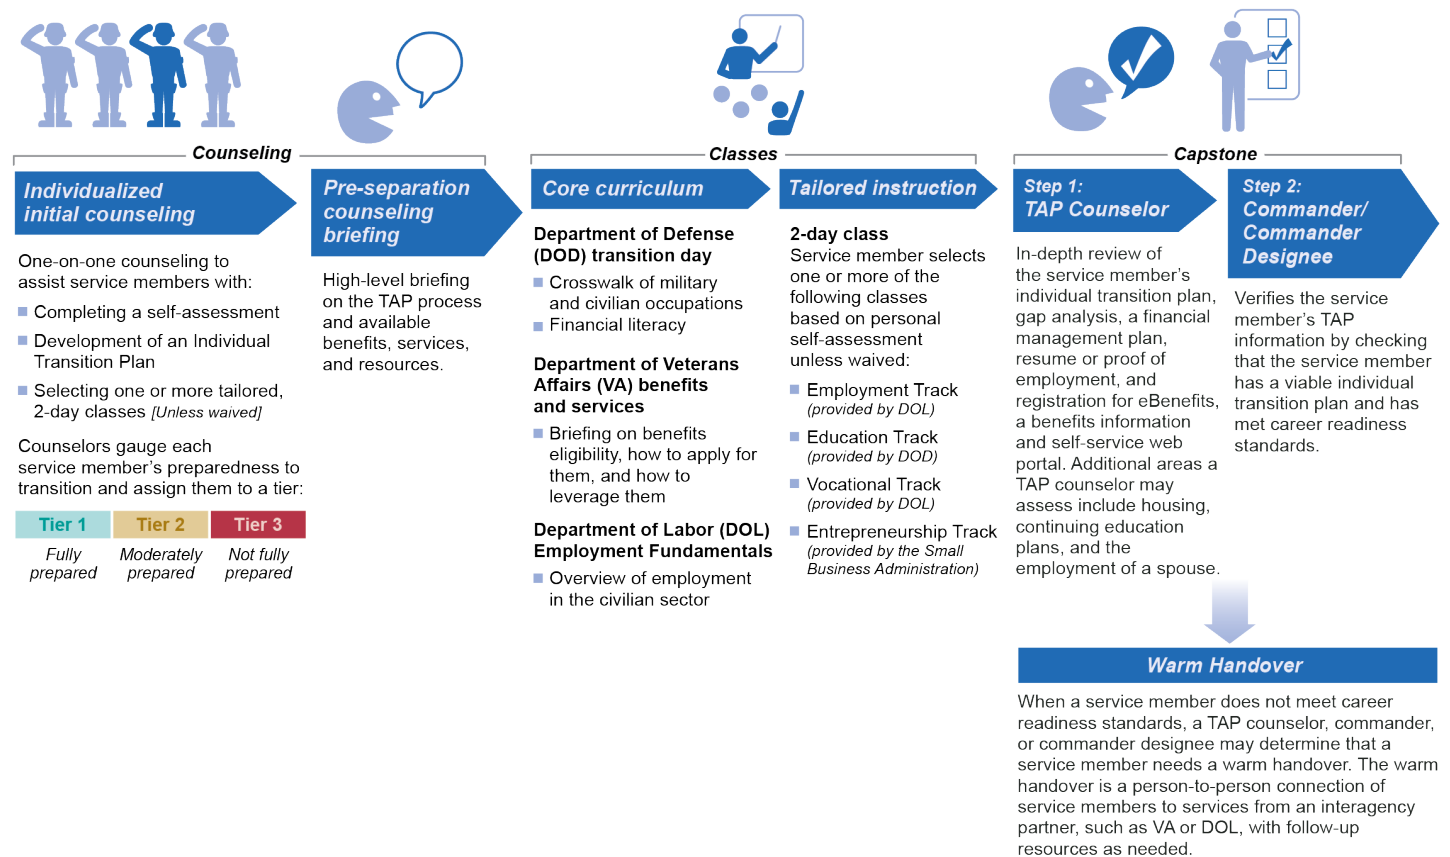 Counseling
Individualized
initial counseling
One-on-one counseling to
assist service members with:
Completing a self-assessment
Development of an Individual
Transition Plan
Selecting one or more tailored,
2-day classes [Unless waived]
Counselors gauge each
service member's preparedness to
transition and assign them to a tier:
Tier 1
Fully
prepared
Tier 2
Moderately
prepared
Tier 3
Not fully
prepared
Pre-separation
counseling
briefing
High-level briefing
on the TAP process
and available
benefits, services,
and resources.
Classes
Core curriculum
Department of Defense
(DOD) transition day
Crosswalk of military
and civilian occupations
Financial literacy
Department of Veterans
Affairs (VA) benefits
and services
Briefing on benefits
eligibility, how to apply for
them, and how to
leverage them
Department of Labor (DOL)
Employment Fundamentals
Overview of employment
in the civilian sector
Tailored instruction
2-day class
Service member selects
one or more of the
following classes
based on personal
self-assessment
unless waived:
Employment Track
(provided by DOL)
Education Track
(provided by DOD)
Vocational Track
(provided by DOL)
Entrepreneurship Track
(provided by the Small
Business Administration)
Capstone
Step 1:
TAP Counselor
In-depth review of
the service member's
individual transition plan,
gap analysis, a financial
management plan,
resume or proof of
employment, and
registration for eBenefits,
a benefits information
and self-service web
portal. Additional areas a
TAP counselor may
assess include housing,
continuing education
plans, and the
employment of a spouse.
Step 2:
Commander/
Commander
Designee
Verifies the service
member's TAP
information by checking
that the service member
has a viable individual
transition plan and has
met career readiness
standards.
Warm Handover
When a service member does not meet career
readiness standards, a TAP counselor, commander,
or commander designee may determine that a
service member needs a warm handover. The warm
handover is a person-to-person connection of
service members to services from an interagency
partner, such as VA or DOL, with follow-up
resources as needed.